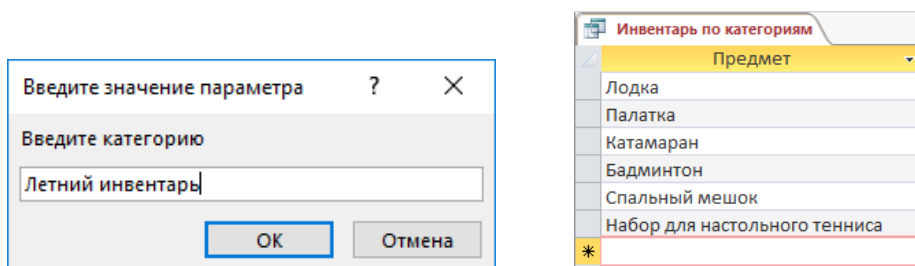 Введите значение параметра ? ×
Введите категорию
Летний инвентарь
ОК Отмена
Инвентарь по категориям
Предмет
Лодка
Палатка
Катамаран
Бадминтон
Спальный мешок
Набор для настольного тенниса
*